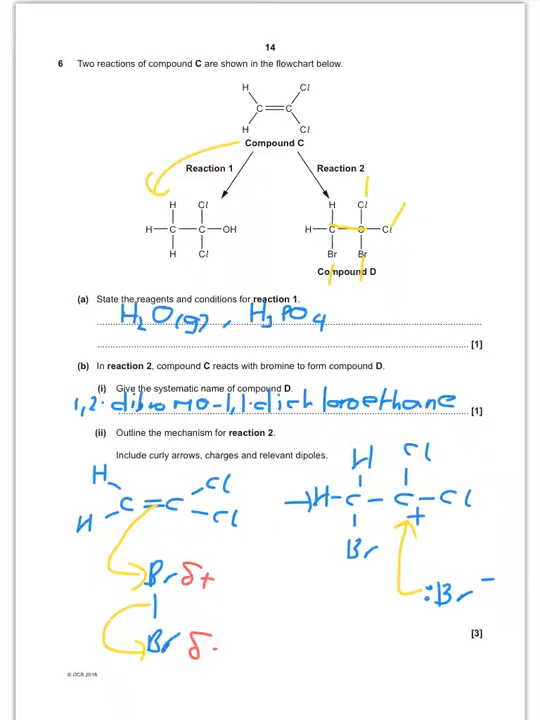 14
6 Two reactions of compound C are shown in the flowchart below.
H Cl
C C
H Cl
Compound C
Reaction 1 Reaction 2
H Cl H Cl
H C C OH H C C Cl
H Cl Br Br
Compound D
(a) State the reagents and conditions for reaction 1.
H2O(g), H3PO4
[1]
(b) In reaction 2, compound C reacts with bromine to form compound D.
(i) Give the systematic name of compound D.
1,2-dibromo-1,1-dichloroethane [1]
(ii) Outline the mechanism for reaction 2.
Include curly arrows, charges and relevant dipoles.
H Cl
H Cl
C = C Cl
H Cl
H - C - C - Cl
+
Br
Br δ+
:Br -
Br δ-
[3]
© OCR 2016